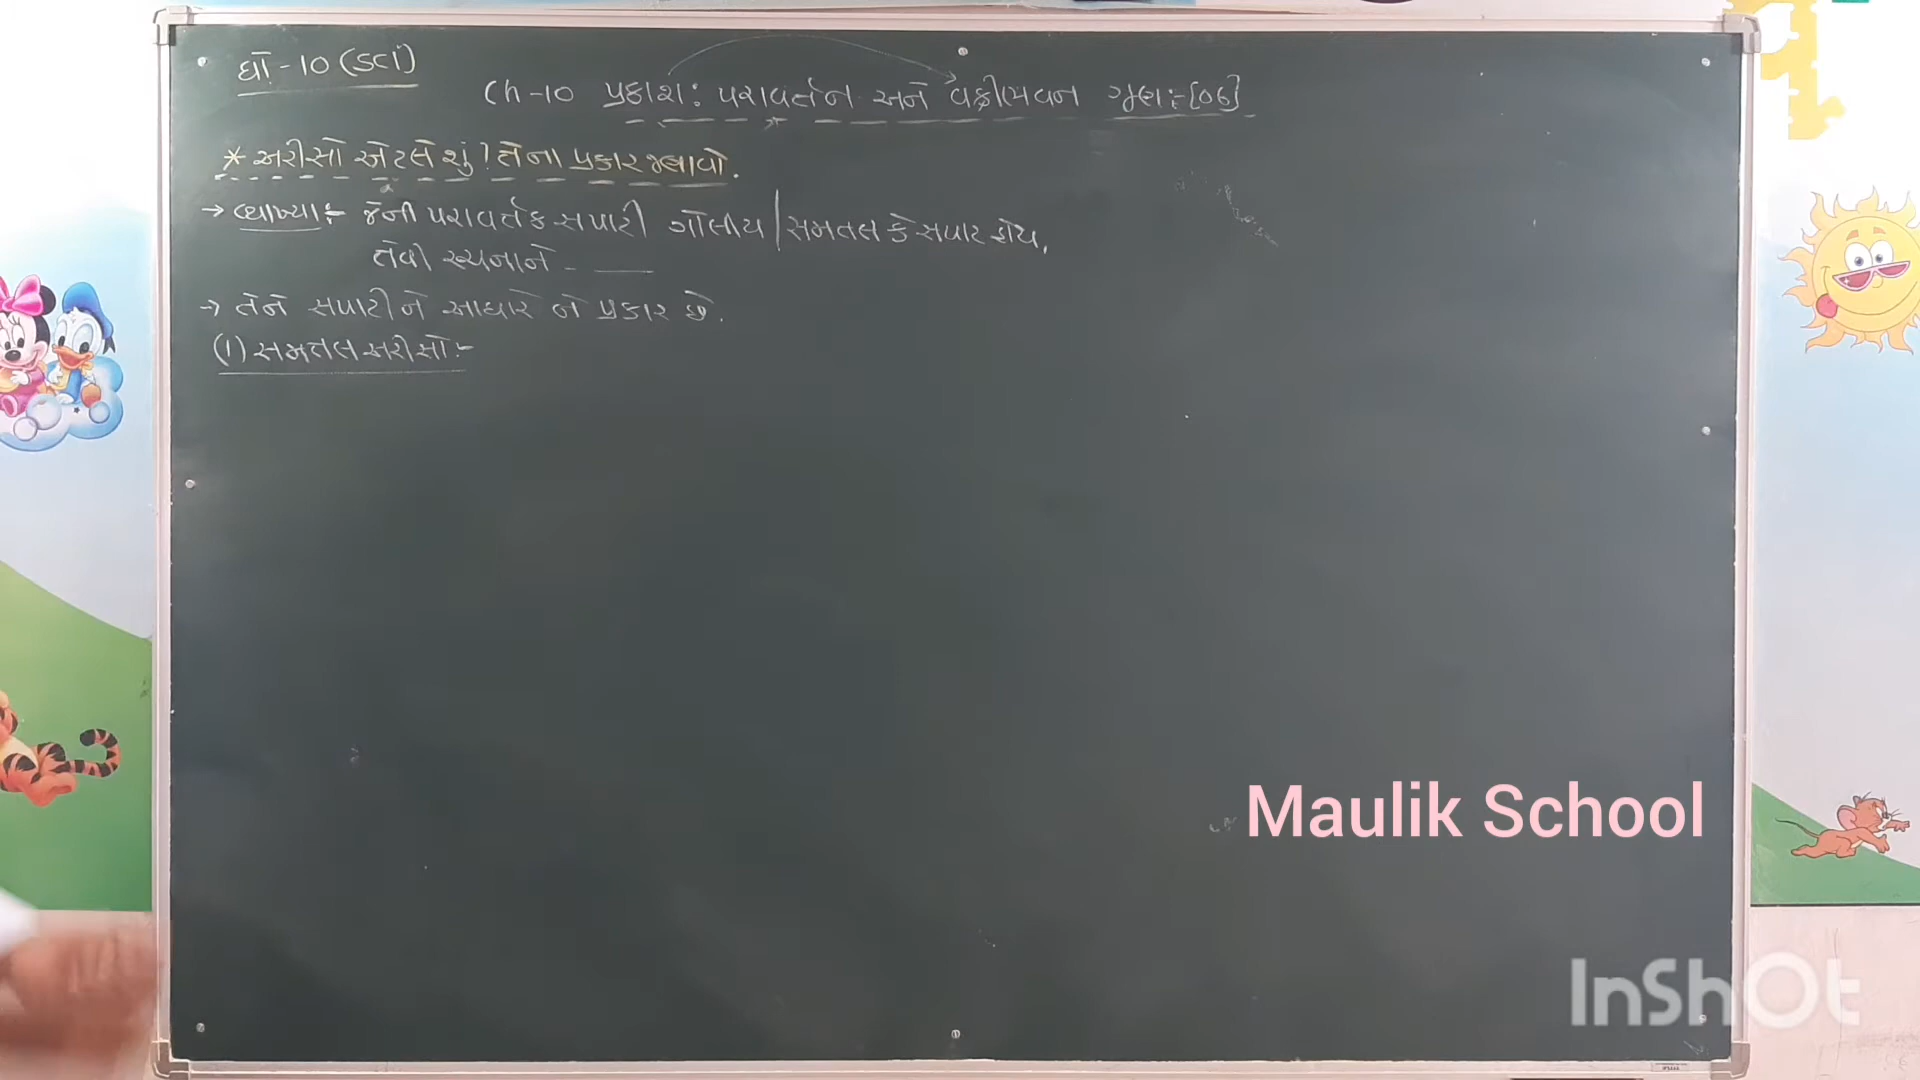 ધો - 10 (SCI)
Ch-10 પ્રકાશ: પરાવર્તન અને વક્રીભવન ગુણ:-[06]
* અરીસો એટલે શું? તેના પ્રકાર જણાવો.
→ વ્યાખ્યા:- જેની પરાવર્તક સપાટી ગોલીય/સમતલ કે સપાટ હોય,
તેવી રચનાને - ___
→ તેને સપાટીને આધારે બે પ્રકાર છે.
(1) સમતલ અરીસો:-
Maulik School
InShOt